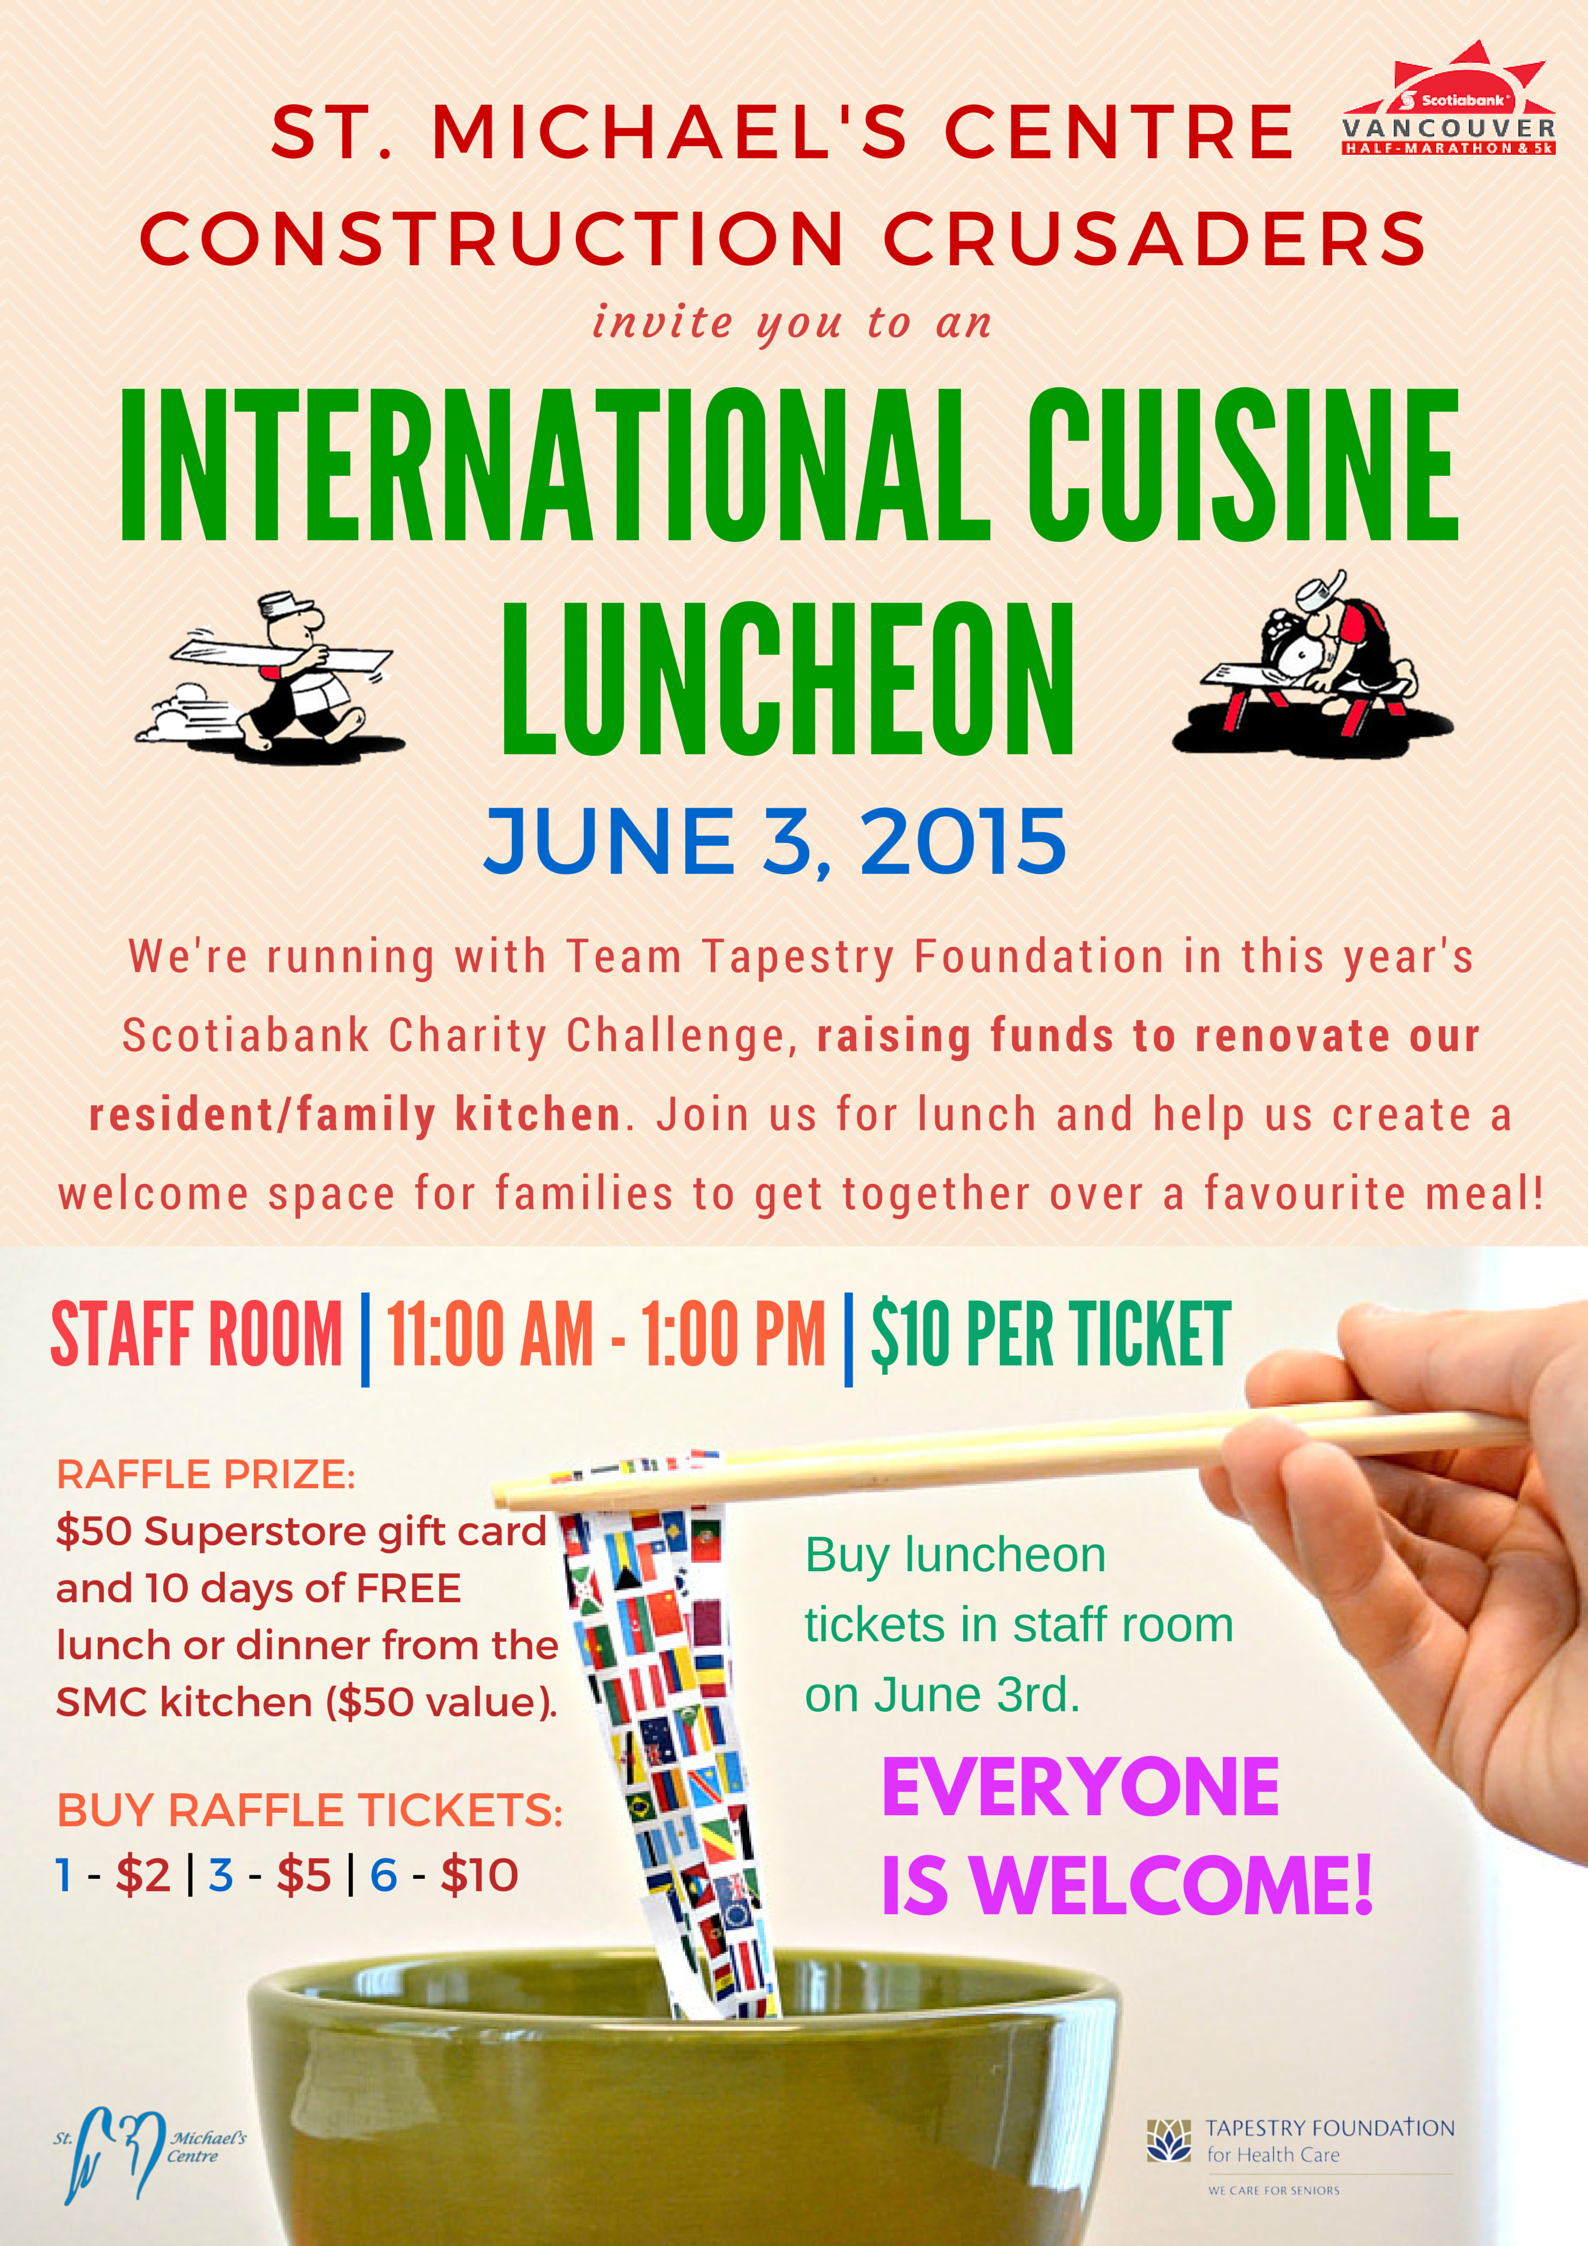 Scotiabank
VANCOUVER
HALF-MARATHON & 5k
ST. MICHAEL'S CENTRE
CONSTRUCTION CRUSADERS
invite you to an
INTERNATIONAL CUISINE
LUNCHEON
JUNE 3, 2015
We're running with Team Tapestry Foundation in this year's
Scotiabank Charity Challenge, raising funds to renovate our
resident/family kitchen. Join us for lunch and help us create a
welcome space for families to get together over a favourite meal!
STAFF ROOM | 11:00 AM - 1:00 PM | $10 PER TICKET
RAFFLE PRIZE:
$50 Superstore gift card
and 10 days of FREE
lunch or dinner from the
SMC kitchen ($50 value).
BUY RAFFLE TICKETS:
1 - $2 | 3 - $5 | 6 - $10
Buy luncheon
tickets in staff room
on June 3rd.
EVERYONE
IS WELCOME!
St. Michael's
Centre
TAPESTRY FOUNDATION
for Health Care
WE CARE FOR SENIORS